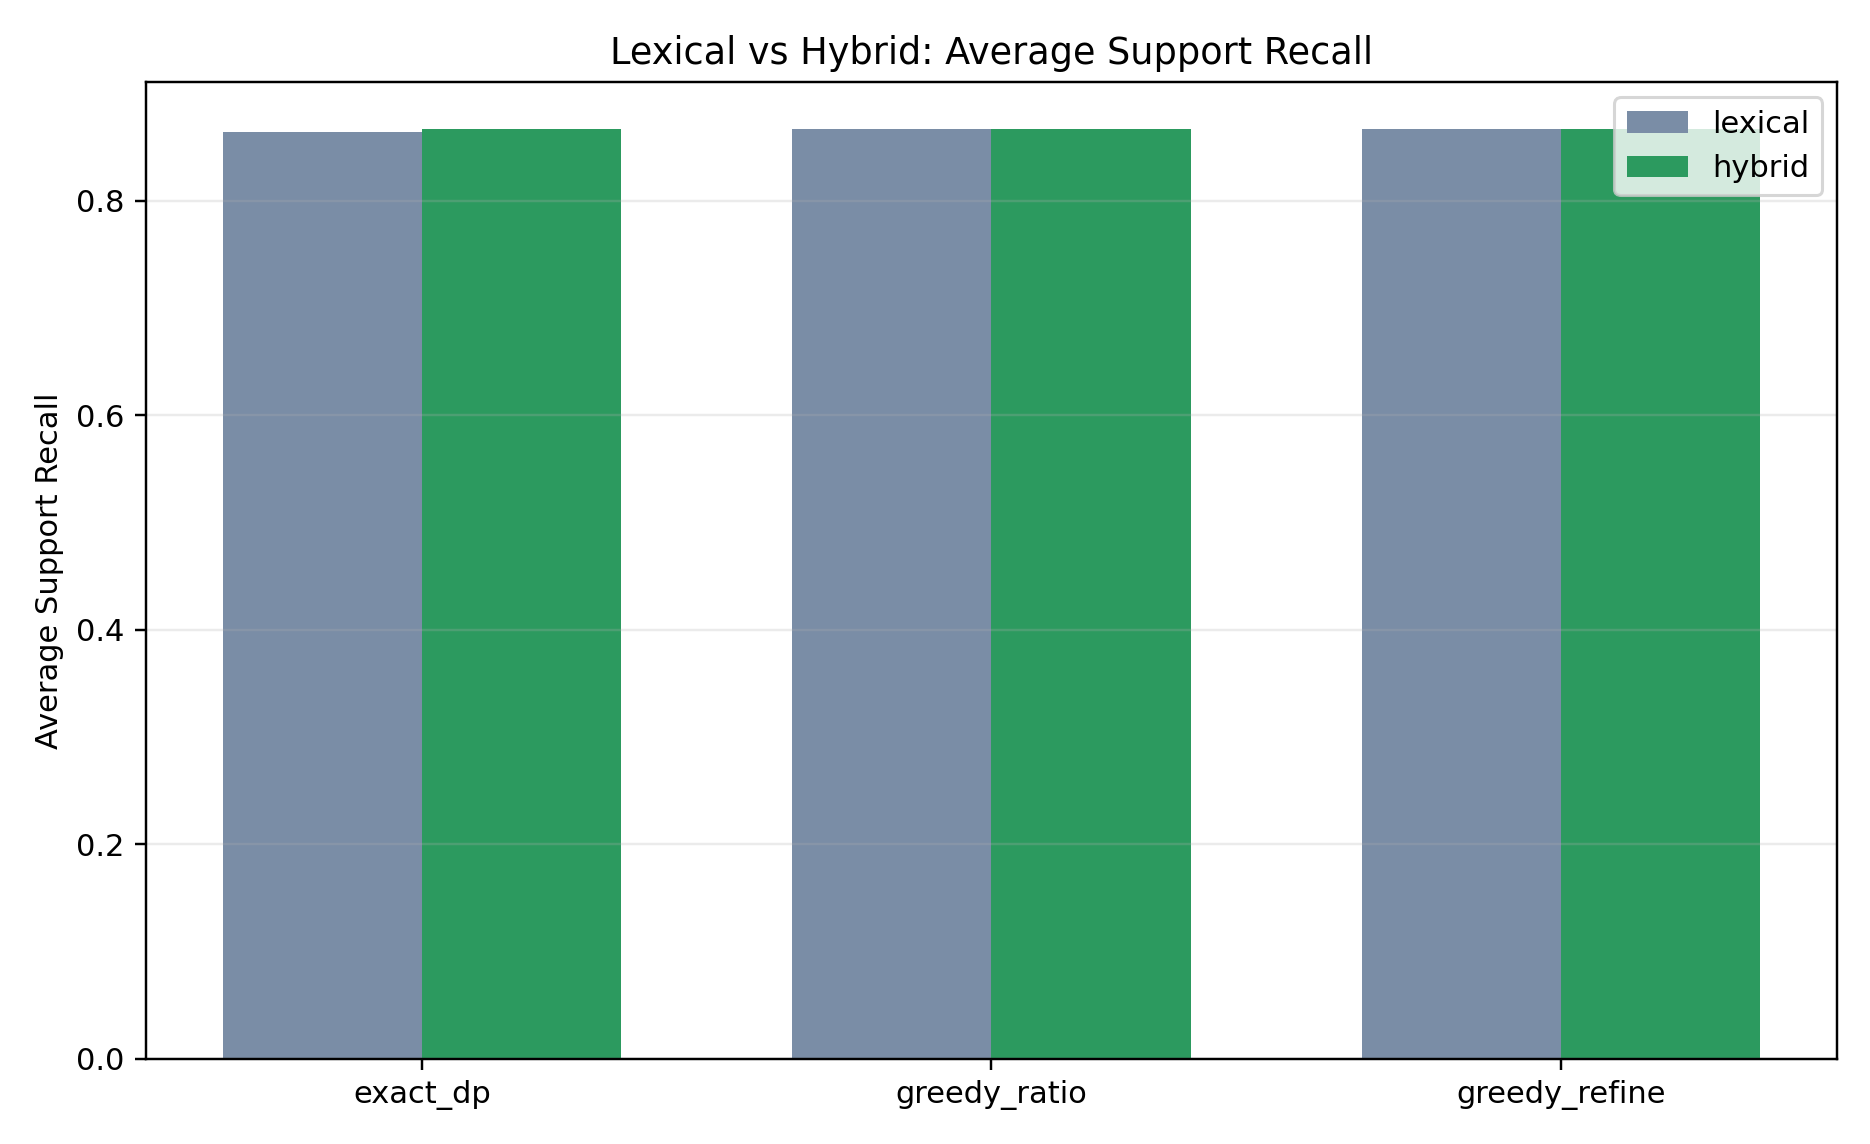 Lexical vs Hybrid: Average Support Recall
lexical
hybrid
Average Support Recall
0.8
0.6
0.4
0.2
0.0
exact_dp
greedy_ratio
greedy_refine